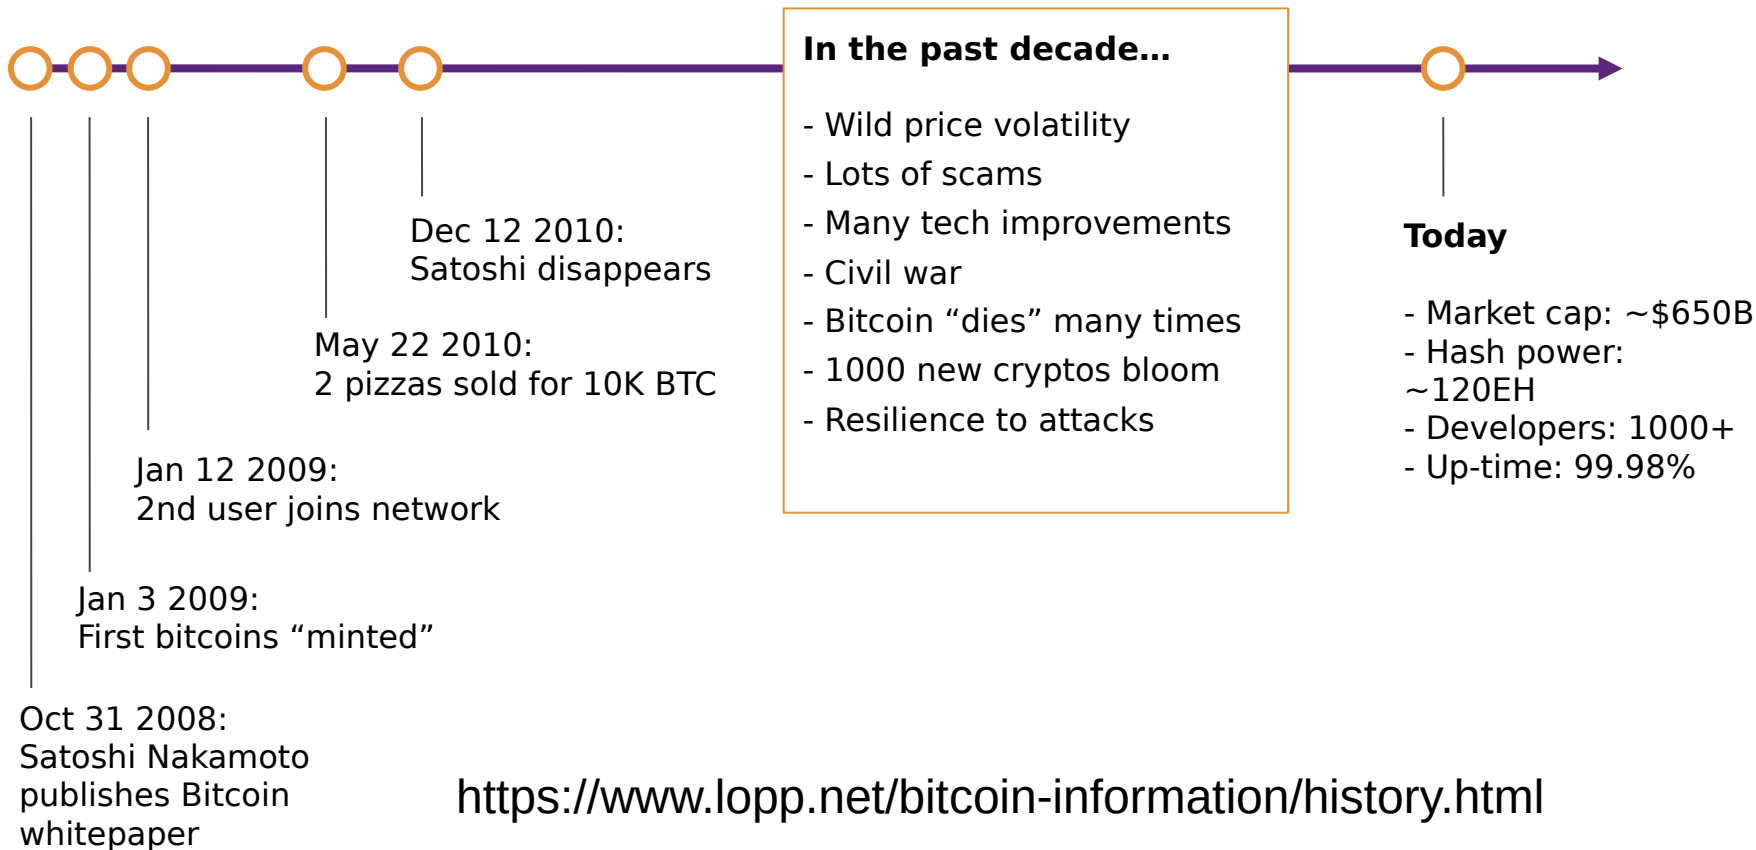 In the past decade…
- Wild price volatility
- Lots of scams
- Many tech improvements
- Civil war
- Bitcoin “dies” many times
- 1000 new cryptos bloom
- Resilience to attacks
Dec 12 2010:
Satoshi disappears
May 22 2010:
2 pizzas sold for 10K BTC
Jan 12 2009:
2nd user joins network
Jan 3 2009:
First bitcoins “minted”
Oct 31 2008:
Satoshi Nakamoto
publishes Bitcoin
whitepaper
Today
- Market cap: ~$650B
- Hash power:
~120EH
- Developers: 1000+
- Up-time: 99.98%
https://www.lopp.net/bitcoin-information/history.html